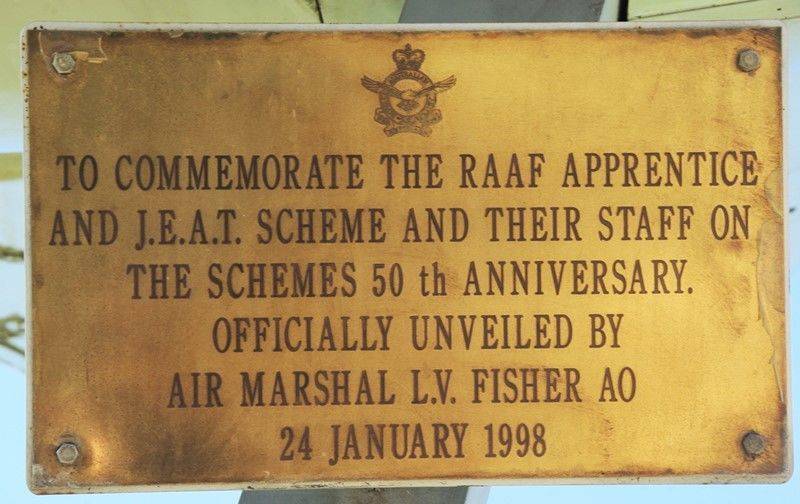 TO COMMEMORATE THE RAAF APPRENTICE
AND J.E.A.T. SCHEME AND THEIR STAFF ON
THE SCHEMES 50 th ANNIVERSARY.
OFFICIALLY UNVEILED BY
AIR MARSHAL L.V. FISHER AO
24 JANUARY 1998